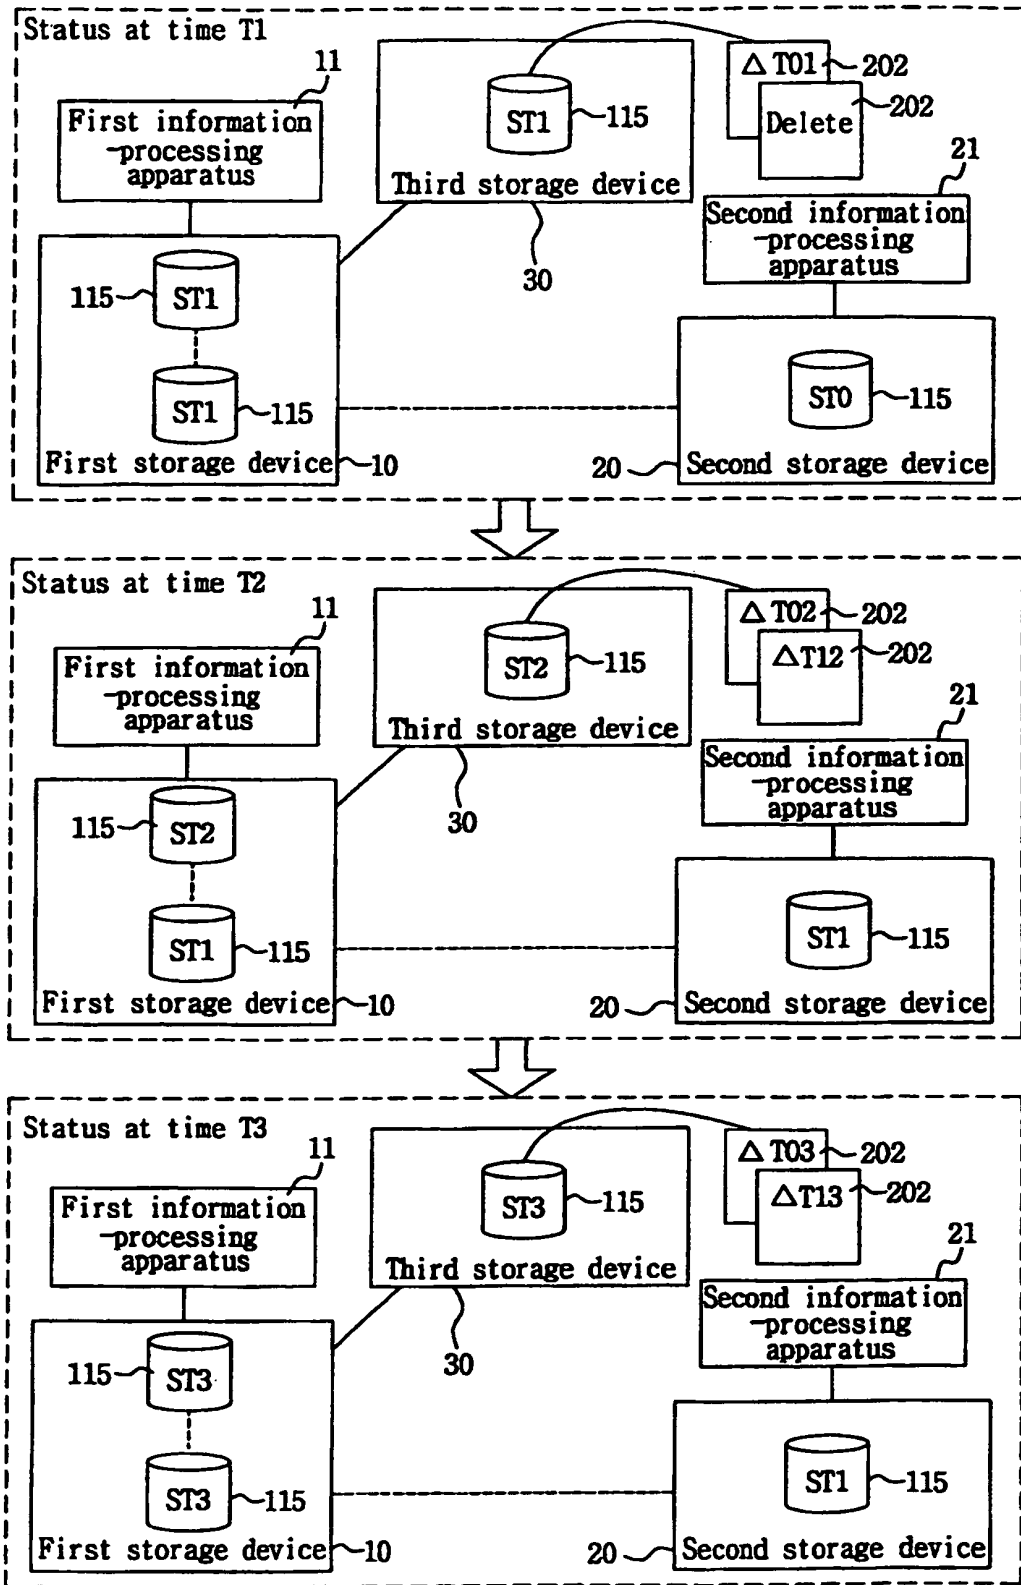 Status at time T1
11
First information
-processing
apparatus
ST1
115
Third storage device
30
△ T01
202
Delete
202
21
Second information
-processing
apparatus
115
ST1
ST1
115
First storage device
10
ST0
115
20
Second storage device
Status at time T2
11
First information
-processing
apparatus
ST2
115
Third storage device
30
△ T02
202
△T12
202
21
Second information
-processing
apparatus
115
ST2
ST1
115
First storage device
10
ST1
115
20
Second storage device
Status at time T3
11
First information
-processing
apparatus
ST3
115
Third storage device
30
△ T03
202
△T13
202
21
Second information
-processing
apparatus
115
ST3
ST3
115
First storage device
10
ST1
115
20
Second storage device